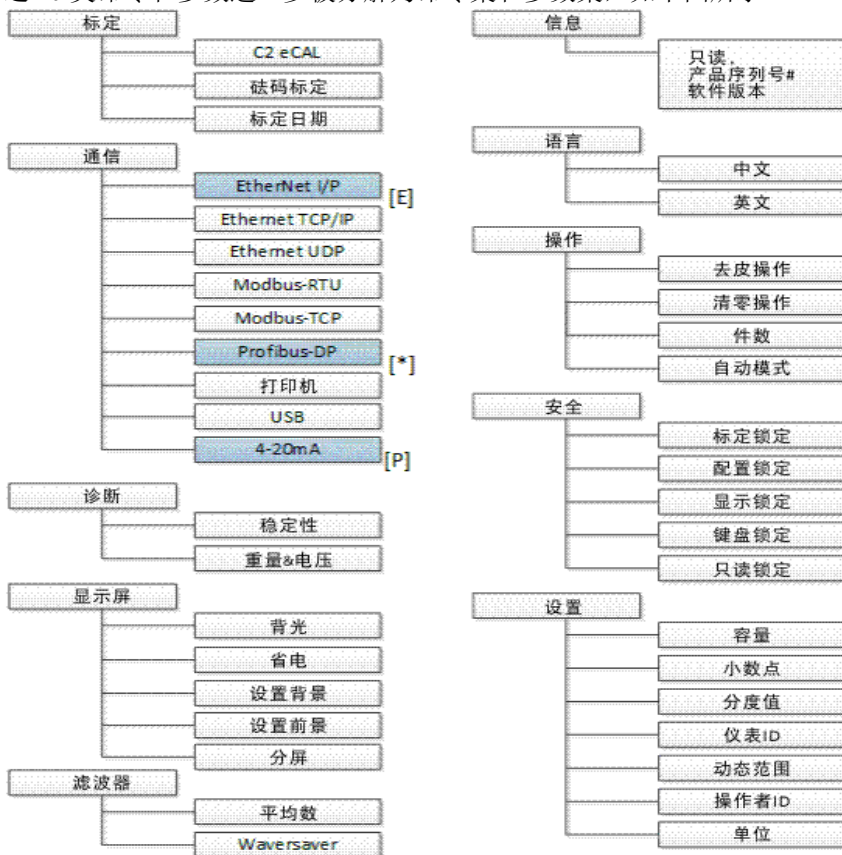 标定
C2 eCAL
砝码标定
标定日期
通信
EtherNet I/P
[E]
Ethernet TCP/IP
Ethernet UDP
Modbus-RTU
Modbus-TCP
Profibus-DP
[*]
打印机
USB
4-20mA
[P]
诊断
稳定性
重量&电压
显示屏
背光
省电
设置背景
设置前景
分屏
滤波器
平均数
Waversaver
信息
只读,
产品序列号#
软件版本
语言
中文
英文
操作
去皮操作
清零操作
件数
自动模式
安全
标定锁定
配置锁定
显示锁定
键盘锁定
只读锁定
设置
容量
小数点
分度值
仪表ID
动态范围
操作者ID
单位